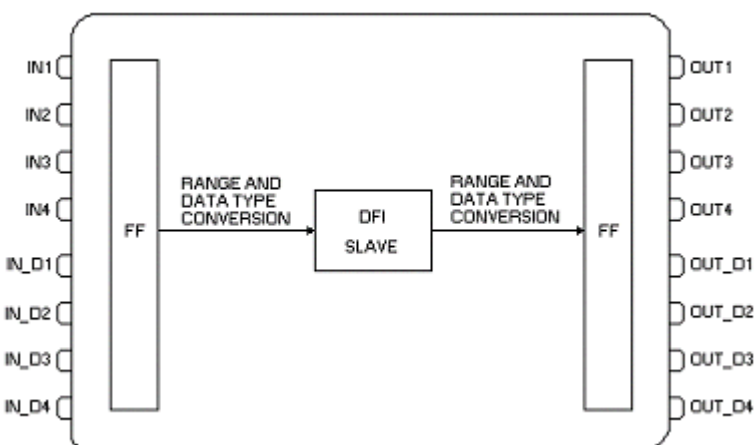 IN1
IN2
IN3
IN4
IN_D1
IN_D2
IN_D3
IN_D4
FF
RANGE AND
DATA TYPE
CONVERSION
DFI
SLAVE
RANGE AND
DATA TYPE
CONVERSION
FF
OUT1
OUT2
OUT3
OUT4
OUT_D1
OUT_D2
OUT_D3
OUT_D4